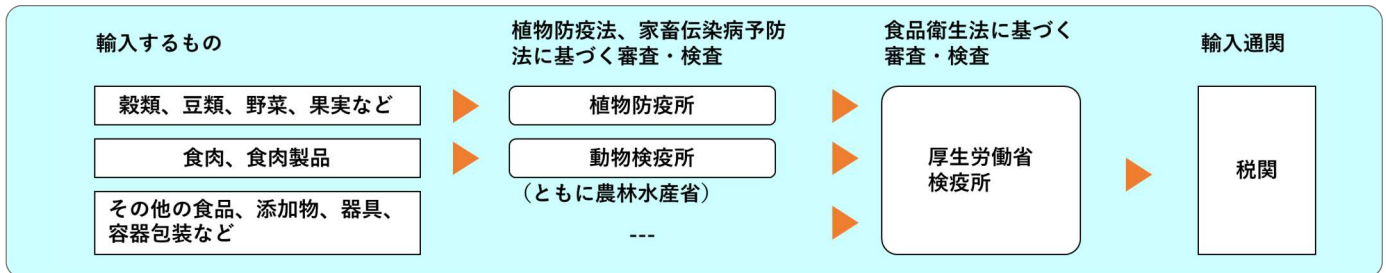 輸入するもの
植物防疫法、家畜伝染病予防
法に基づく審査・検査
食品衛生法に基づく
審査・検査
輸入通関
穀類、豆類、野菜、果実など
植物防疫所
食肉、食肉製品
動物検疫所
（ともに農林水産省）
その他の食品、添加物、器具、
容器包装など
---
厚生労働省
検疫所
税関